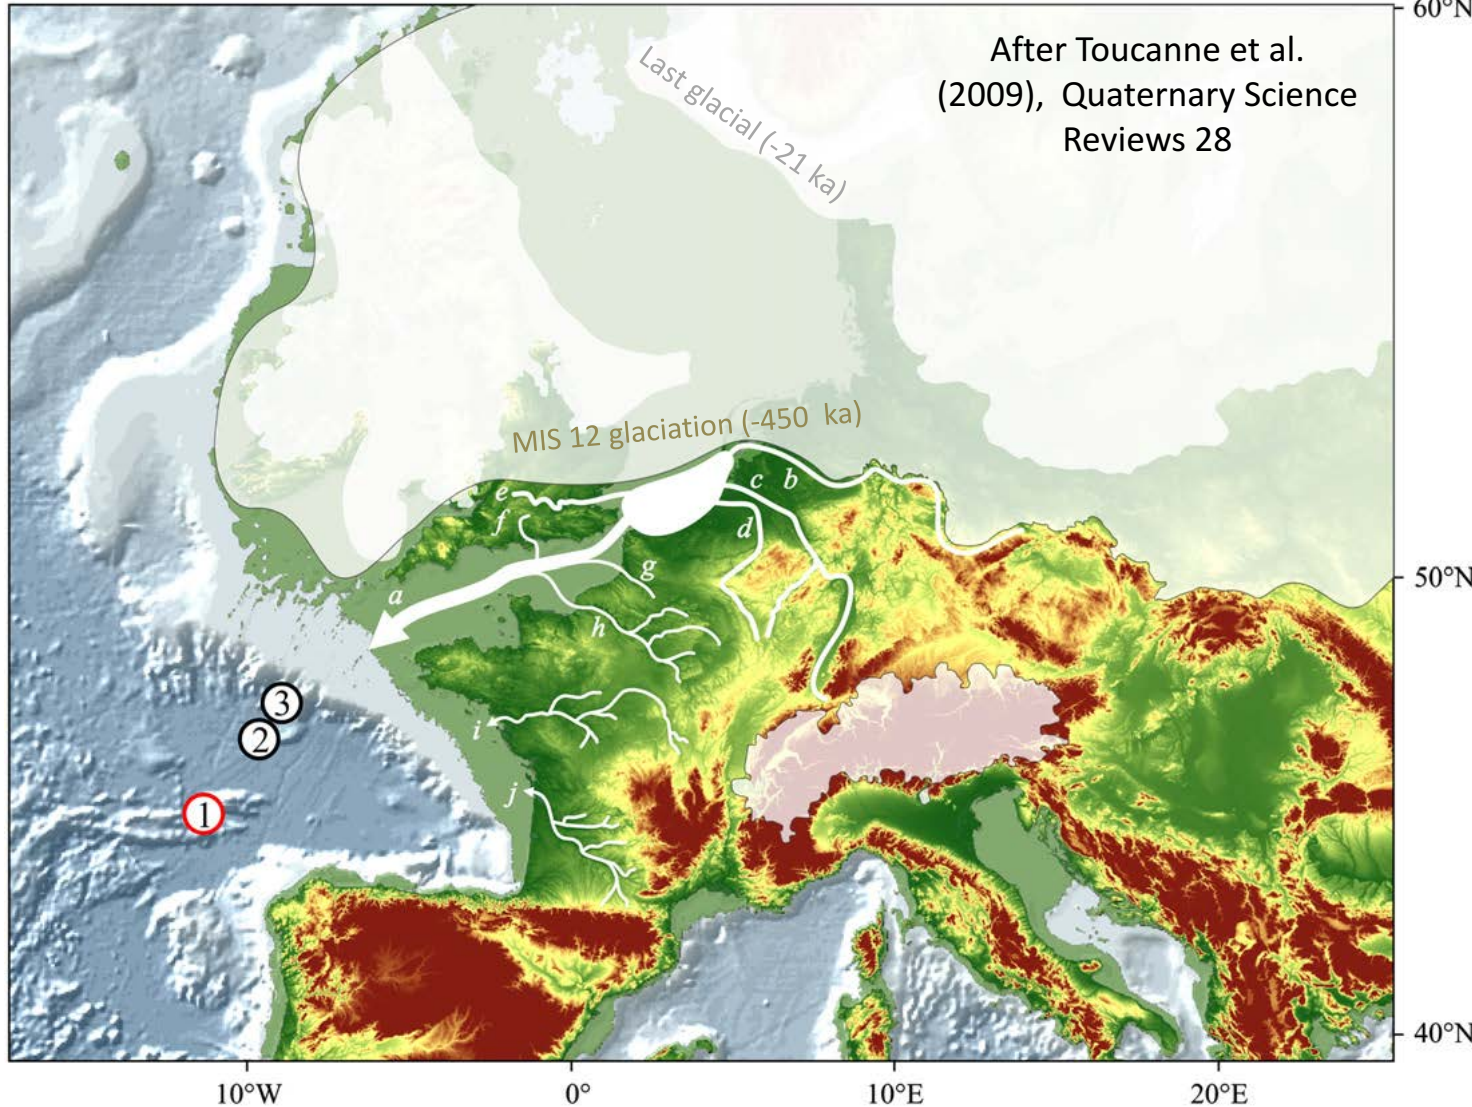 60°N
After Toucanne et al.
(2009), Quaternary Science
Reviews 28
Last glacial (-21 ka)
MIS 12 glaciation (-450 ka)
e
c
b
f
d
50°N
g
a
h
3
i
2
j
1
40°N
10°W
0°
10°E
20°E